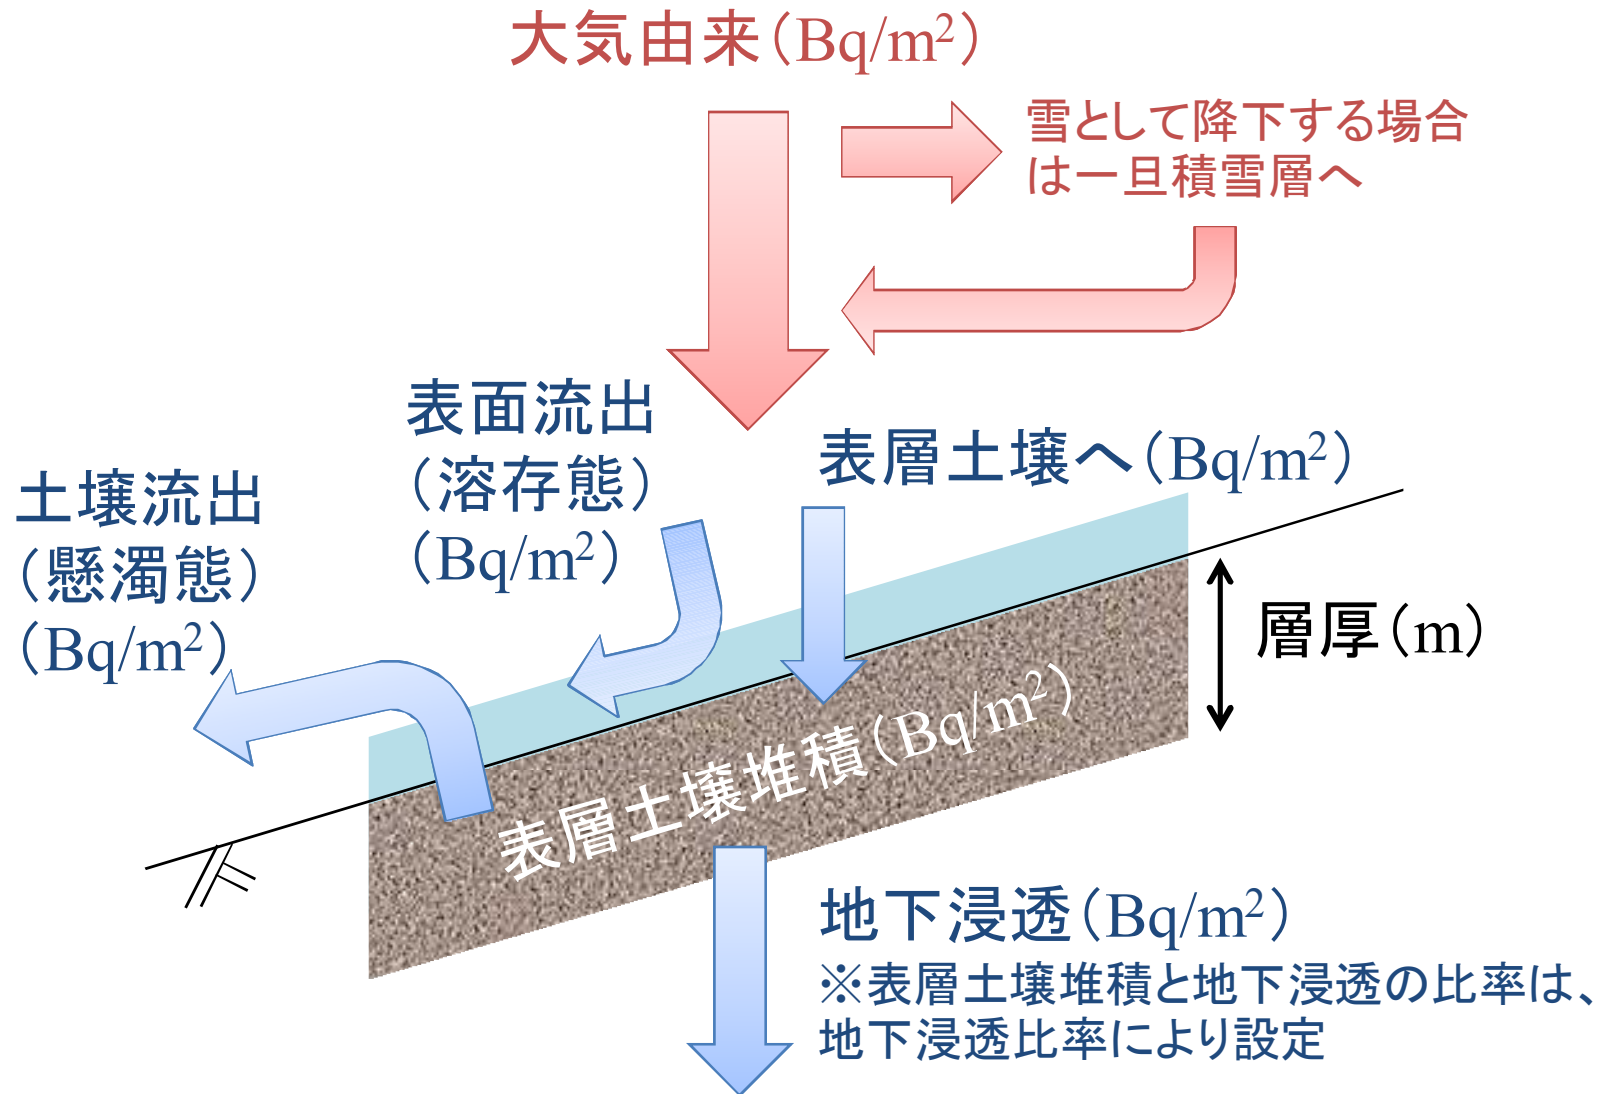 大気由来（Bq/m²）
雪として降下する場合
は一旦積雪層へ
表面流出
（溶存態）
（Bq/m²）
表層土壌へ（Bq/m²）
土壌流出
（懸濁態）
（Bq/m²）
層厚（m）
表層土壌堆積（Bq/m²）
地下浸透（Bq/m²）
※表層土壌堆積と地下浸透の比率は、
地下浸透比率により設定